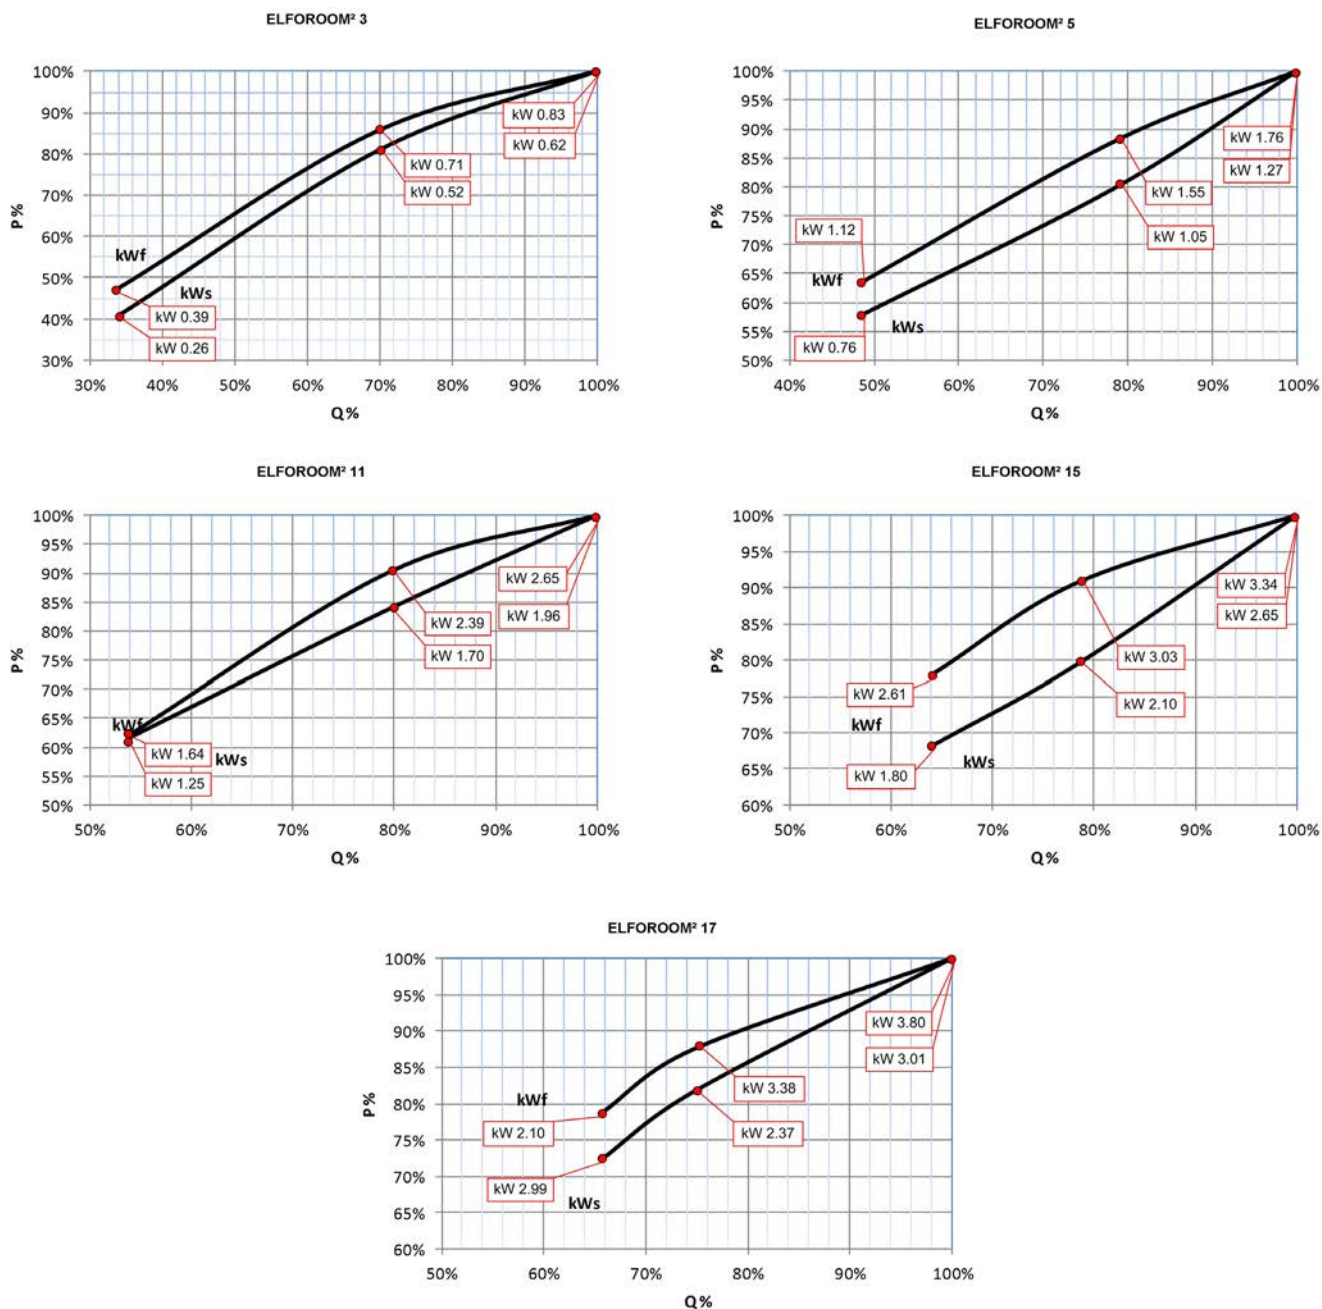 ELFOROOM² 3
100%
90%
80%
70%
60%
50%
40%
30%
P%
kWf
kWs
kW 0.83
kW 0.62
kW 0.71
kW 0.52
kW 0.39
kW 0.26
30% 40% 50% 60% 70% 80% 90% 100%
Q%
ELFOROOM² 5
100%
95%
90%
85%
80%
75%
70%
65%
60%
55%
50%
P%
kW 1.76
kW 1.27
kW 1.55
kW 1.05
kW 1.12
kWf
kWs
kW 0.76
40% 50% 60% 70% 80% 90% 100%
Q%
ELFOROOM² 11
100%
95%
90%
85%
80%
75%
70%
65%
60%
55%
50%
P%
kW 2.65
kW 1.96
kW 2.39
kW 1.70
kWf
kW 1.64
kWs
kW 1.25
50% 60% 70% 80% 90% 100%
Q%
ELFOROOM² 15
100%
95%
90%
85%
80%
75%
70%
65%
60%
P%
kW 3.34
kW 2.65
kW 3.03
kW 2.10
kW 2.61
kWf
kWs
kW 1.80
50% 60% 70% 80% 90% 100%
Q%
ELFOROOM² 17
100%
95%
90%
85%
80%
75%
70%
65%
60%
P%
kW 3.80
kW 3.01
kW 3.38
kW 2.37
kWf
kW 2.10
kW 2.99
kWs
50% 60% 70% 80% 90% 100%
Q%